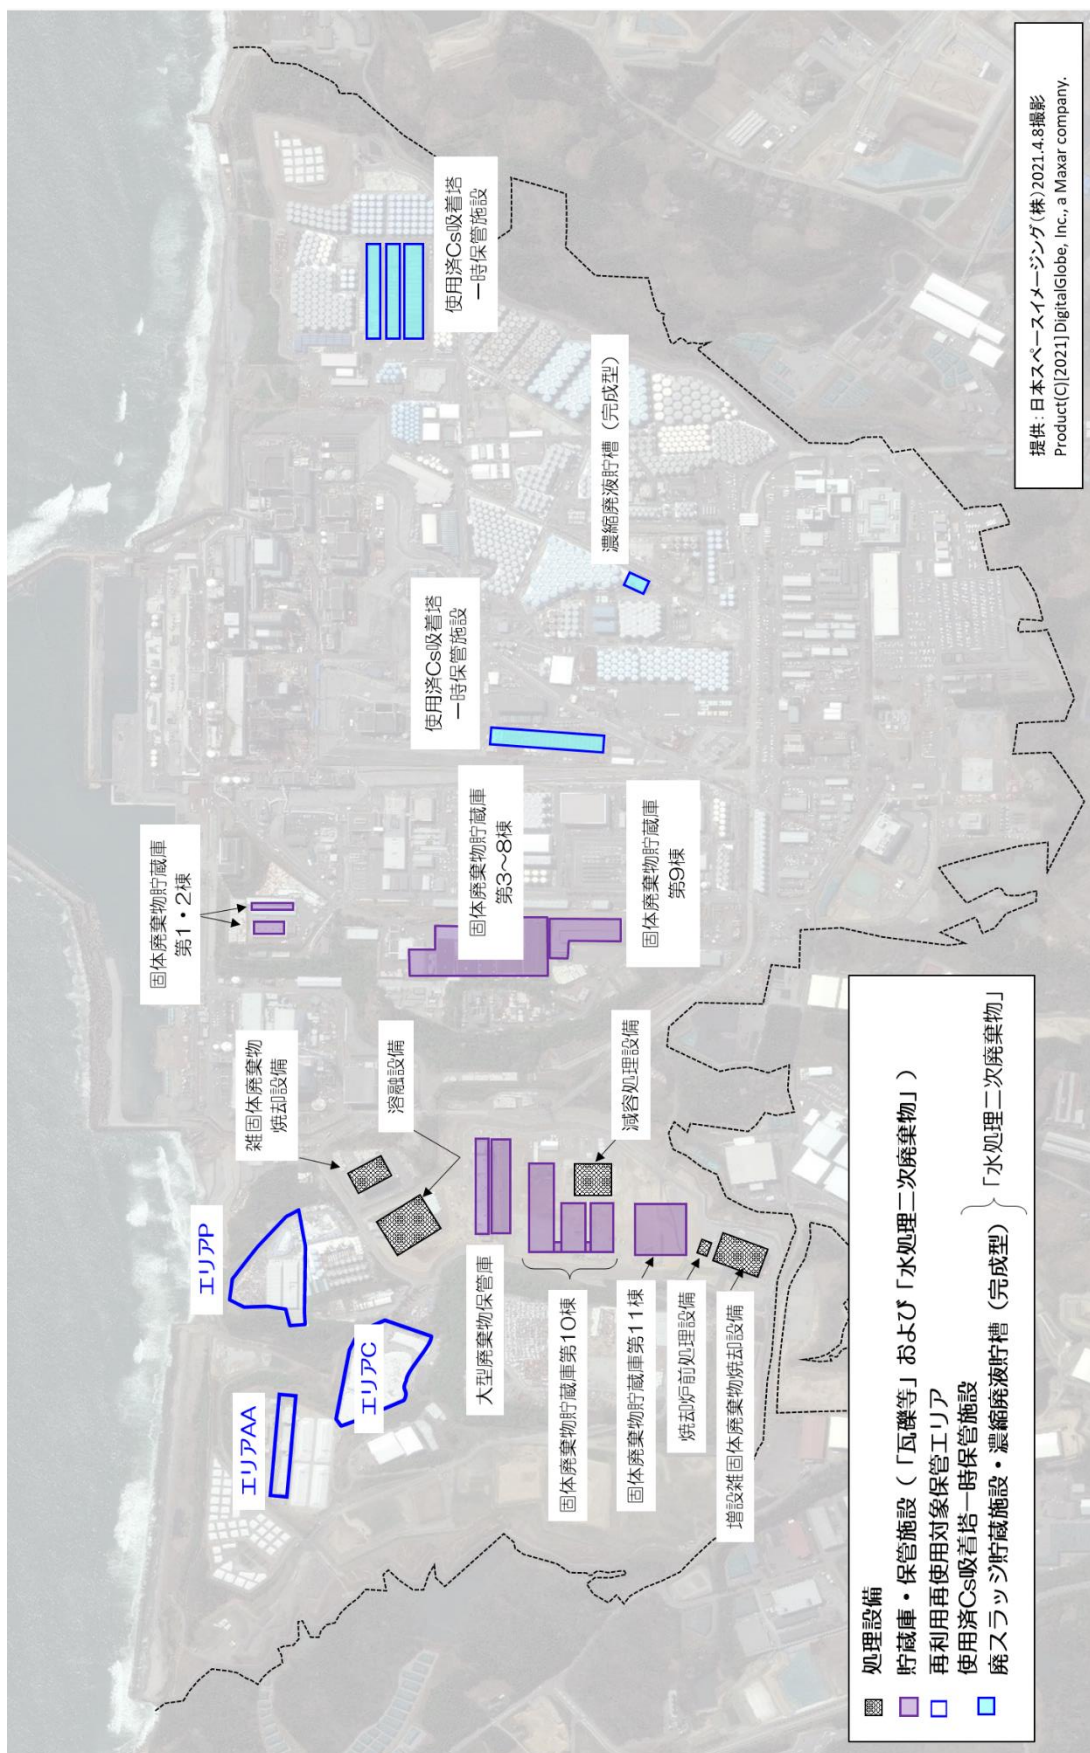 エリアAA
エリアC
エリアP
雑固体廃棄物
焼却設備
溶融設備
固体廃棄物貯蔵庫
第1・2棟
使用済Cs吸着塔
一時保管施設
使用済Cs吸着塔
一時保管施設
大型廃棄物保管庫
固体廃棄物貯蔵庫
第3～8棟
固体廃棄物貯蔵庫第10棟
濃縮廃液貯槽（完成型）
固体廃棄物貯蔵庫第11棟
減容処理設備
固体廃棄物貯蔵庫
第9棟
焼却炉前処理設備
増設雑固体廃棄物焼却設備
処理設備
貯蔵庫・保管施設（「瓦礫等」および「水処理二次廃棄物」）
再利用再使用対象保管エリア
使用済Cs吸着塔一時保管施設
廃スラッジ貯蔵施設・濃縮廃液貯槽（完成型）
「水処理二次廃棄物」
提供：日本スペースイメージング（株）2021.4.8撮影
Product(C)[2021] DigitalGlobe, Inc., a Maxar company.